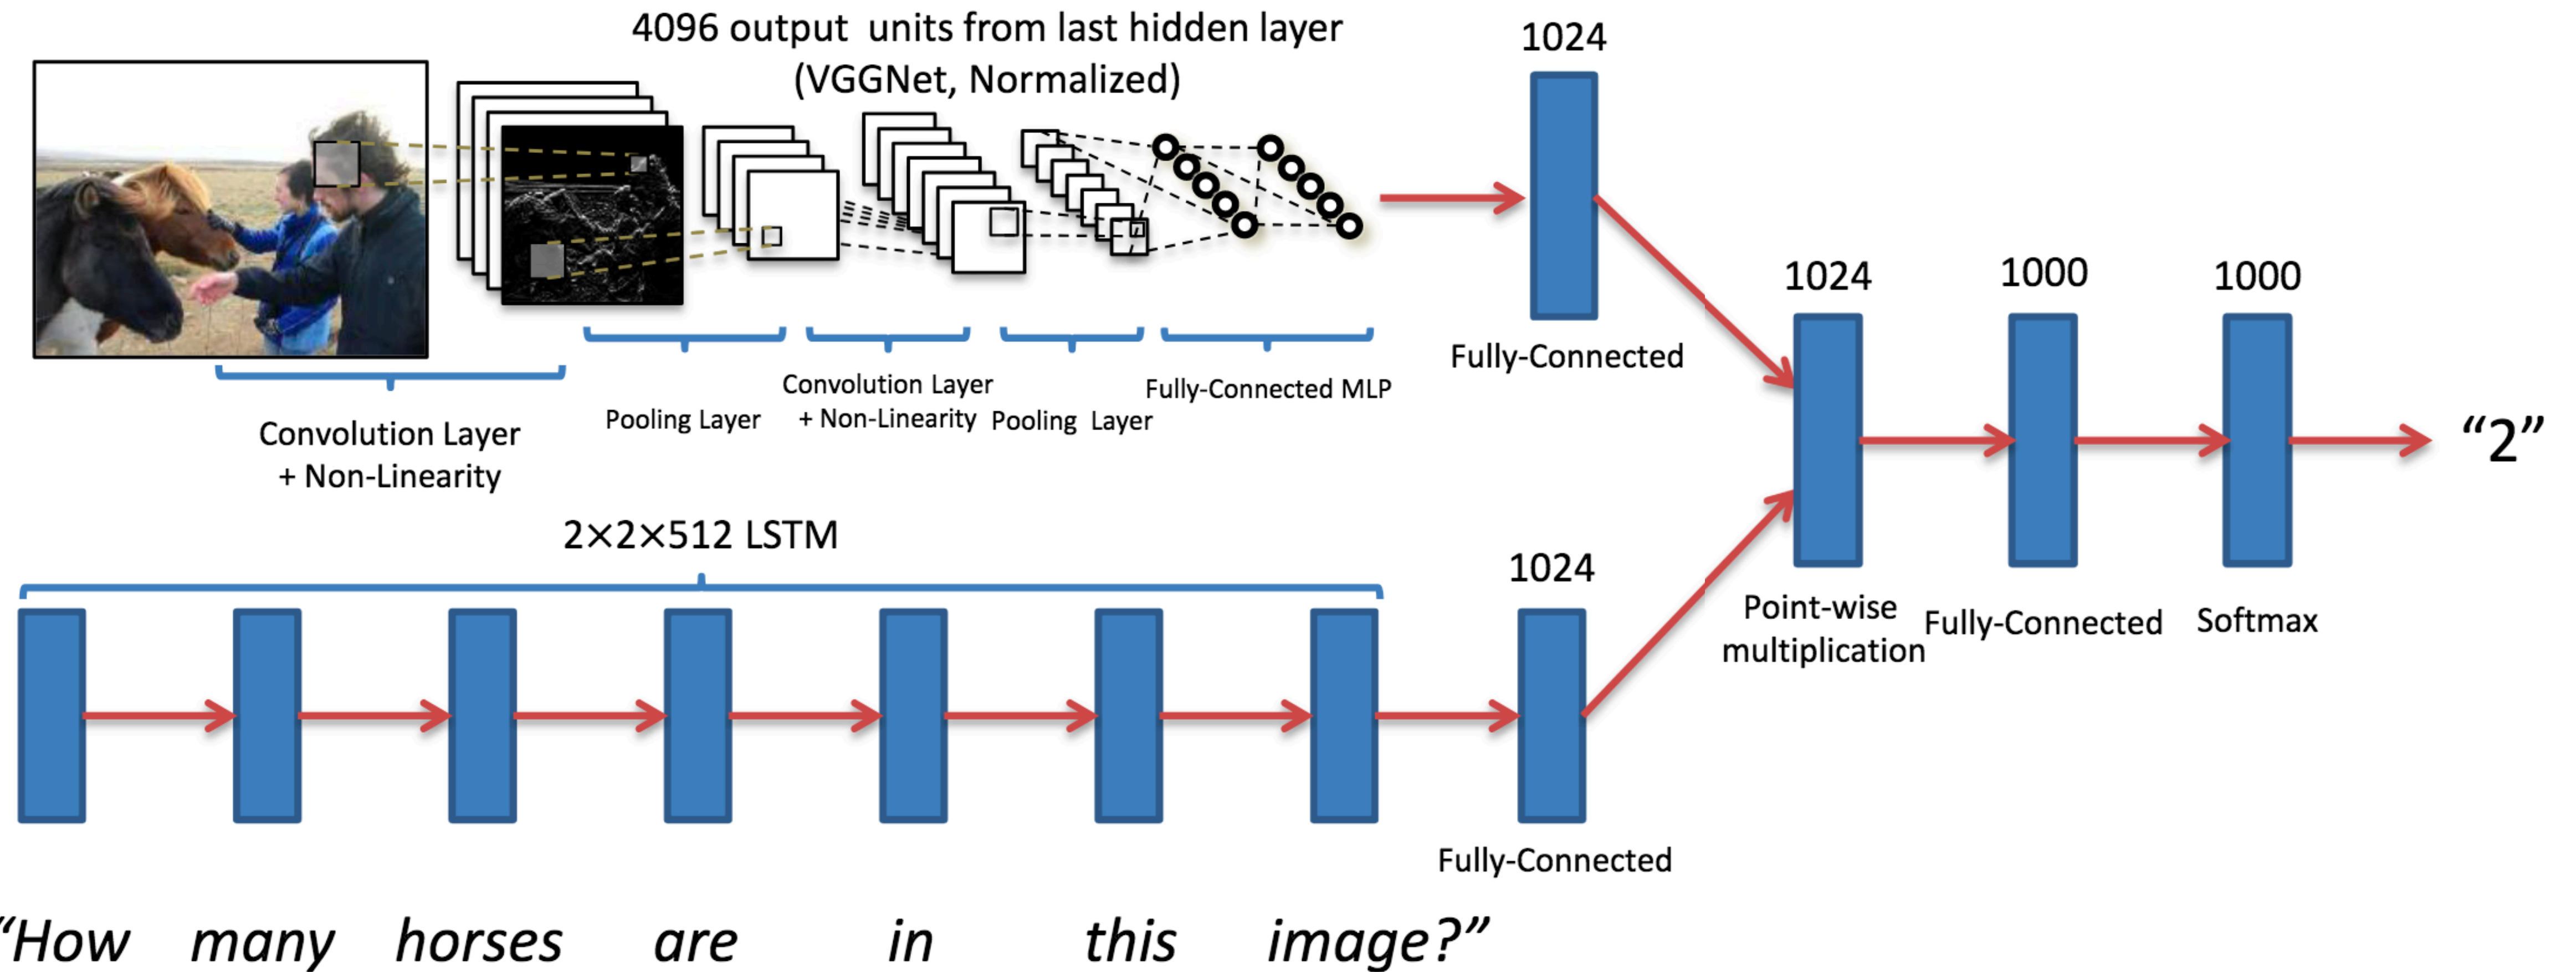 4096 output units from last hidden layer
(VGGNet, Normalized)
1024
Fully-Connected
Convolution Layer
+ Non-Linearity
Pooling Layer
Convolution Layer
+ Non-Linearity
Pooling Layer
Fully-Connected MLP
2×2×512 LSTM
1024
Fully-Connected
1024
Point-wise
multiplication
1000
Fully-Connected
1000
Softmax
“2”
“How many horses are in this image?”